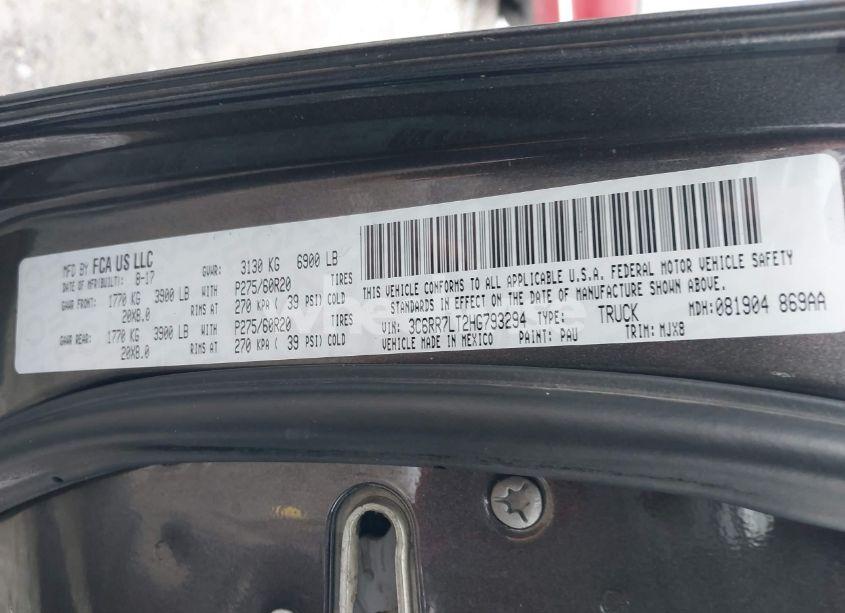 MFD BY FCA US LLC
DATE OF MFR(BUILT): 8-17 GVWR: 3130 KG 6900 LB
GAWR FRONT: 1770 KG 3900 LB WITH P275/60R20 TIRES
20X8.0 RIMS AT 270 KPA ( 39 PSI) COLD
GAWR REAR: 1770 KG 3900 LB WITH P275/60R20 TIRES
20X8.0 RIMS AT 270 KPA ( 39 PSI) COLD
THIS VEHICLE CONFORMS TO ALL APPLICABLE U.S.A. FEDERAL MOTOR VEHICLE SAFETY
STANDARDS IN EFFECT ON THE DATE OF MANUFACTURE SHOWN ABOVE.
VIN: 3C6RR7LT2HG793294 TYPE: TRUCK MDH: 081904 869AA
VEHICLE MADE IN MEXICO PAINT: PAU TRIM: MJX8